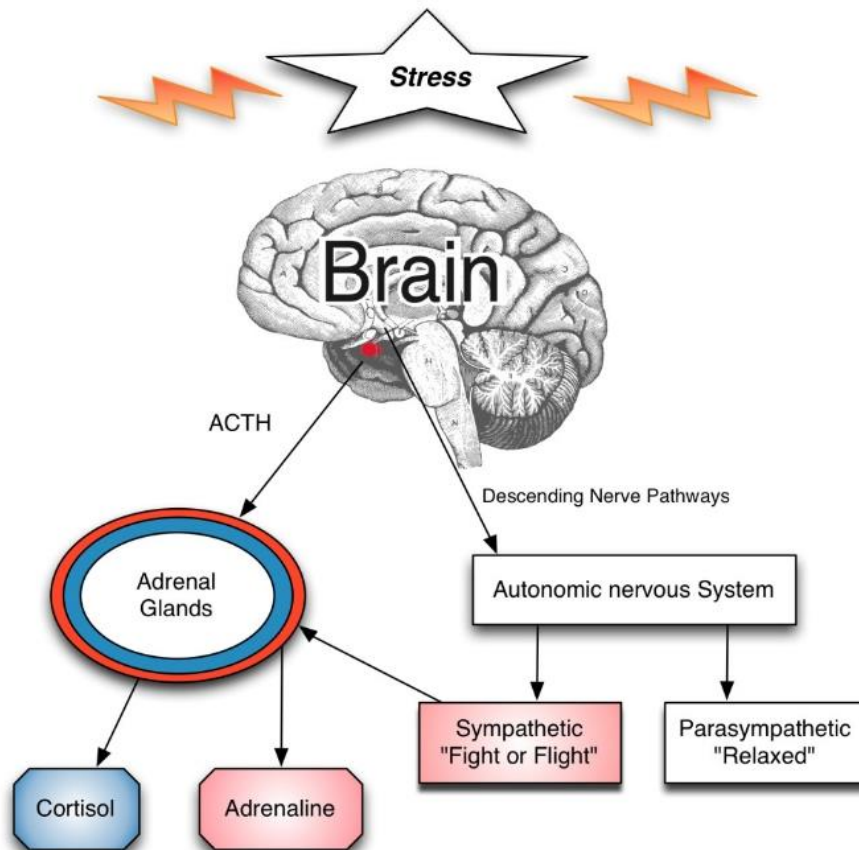 Stress
Brain
ACTH
Descending Nerve Pathways
Adrenal
Glands
Autonomic nervous System
Sympathetic
"Fight or Flight"
Parasympathetic
"Relaxed"
Cortisol
Adrenaline